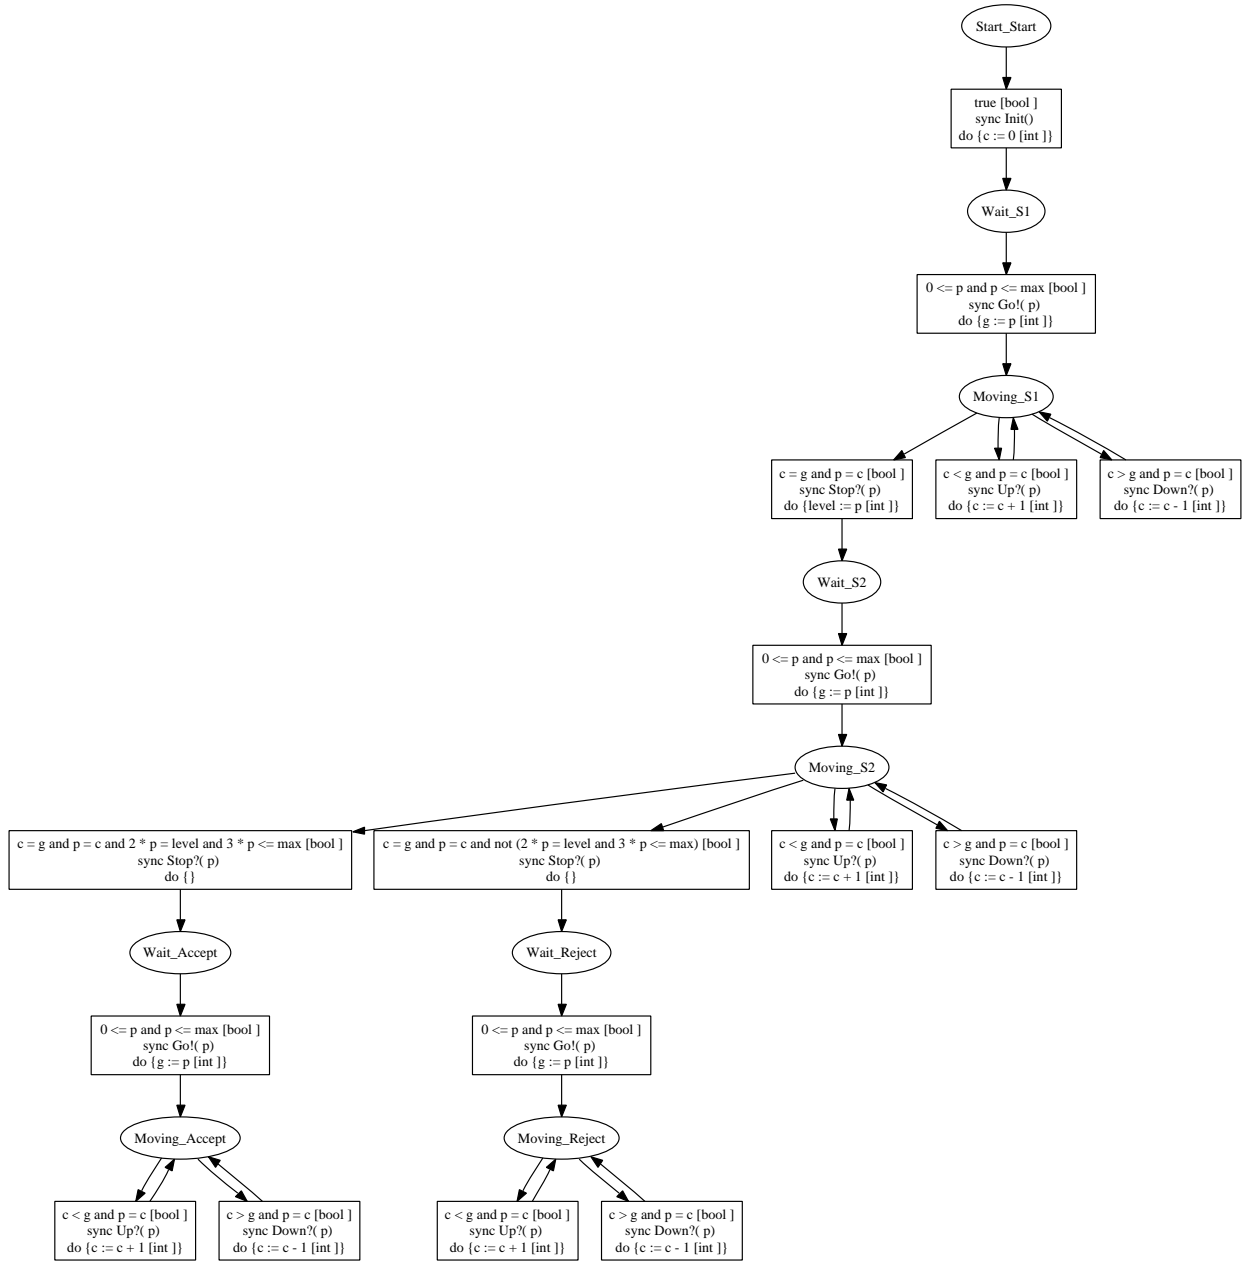 Start_Start
true [bool ]
sync Init()
do {c := 0 [int ]}
Wait_S1
0 <= p and p <= max [bool ]
sync Go!( p)
do {g := p [int ]}
Moving_S1
c = g and p = c [bool ]
sync Stop?( p)
do {level := p [int ]}
c < g and p = c [bool ]
sync Up?( p)
do {c := c + 1 [int ]}
c > g and p = c [bool ]
sync Down?( p)
do {c := c - 1 [int ]}
Wait_S2
0 <= p and p <= max [bool ]
sync Go!( p)
do {g := p [int ]}
Moving_S2
c = g and p = c and 2 * p = level and 3 * p <= max [bool ]
sync Stop?( p)
do {}
c = g and p = c and not (2 * p = level and 3 * p <= max) [bool ]
sync Stop?( p)
do {}
c < g and p = c [bool ]
sync Up?( p)
do {c := c + 1 [int ]}
c > g and p = c [bool ]
sync Down?( p)
do {c := c - 1 [int ]}
Wait_Accept
Wait_Reject
0 <= p and p <= max [bool ]
sync Go!( p)
do {g := p [int ]}
0 <= p and p <= max [bool ]
sync Go!( p)
do {g := p [int ]}
Moving_Accept
Moving_Reject
c < g and p = c [bool ]
sync Up?( p)
do {c := c + 1 [int ]}
c > g and p = c [bool ]
sync Down?( p)
do {c := c - 1 [int ]}
c < g and p = c [bool ]
sync Up?( p)
do {c := c + 1 [int ]}
c > g and p = c [bool ]
sync Down?( p)
do {c := c - 1 [int ]}